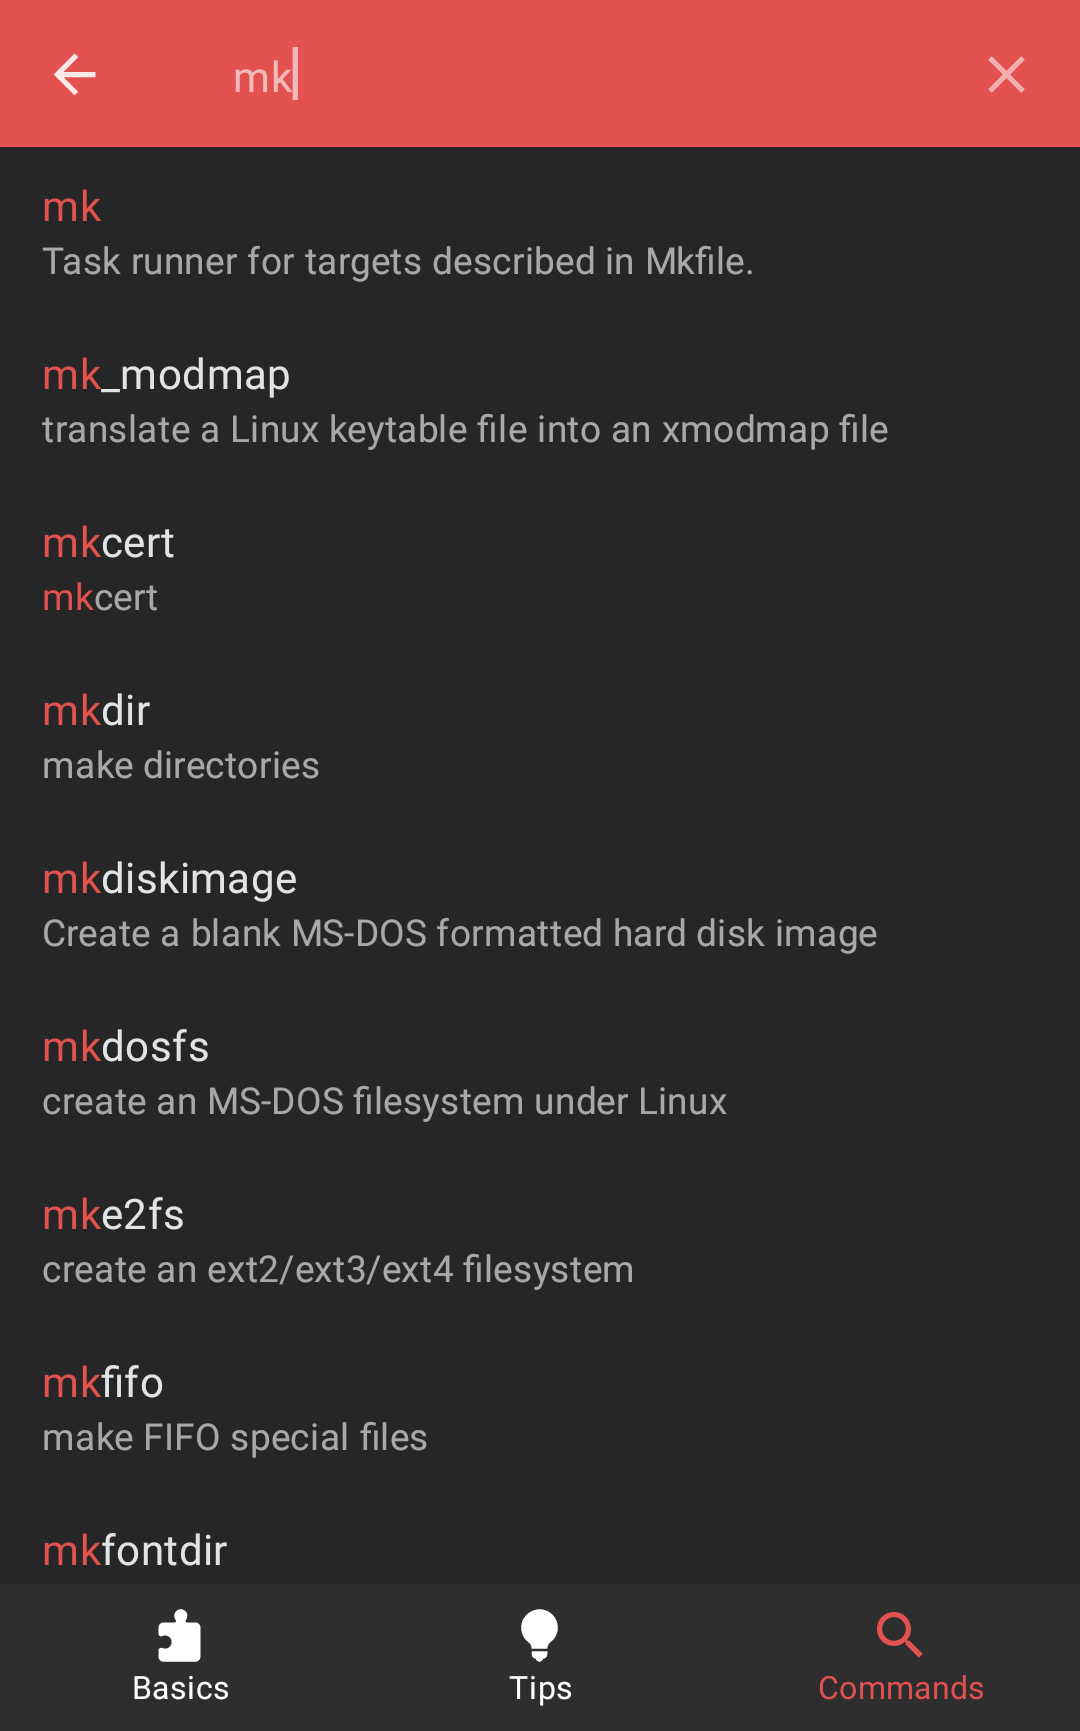 mk
mk
Task runner for targets described in Mkfile.
mk_modmap
translate a Linux keytable file into an xmodmap file
mkcert
mkcert
mkdir
make directories
mkdiskimage
Create a blank MS-DOS formatted hard disk image
mkdosfs
create an MS-DOS filesystem under Linux
mke2fs
create an ext2/ext3/ext4 filesystem
mkfifo
make FIFO special files
mkfontdir
Basics Tips Commands